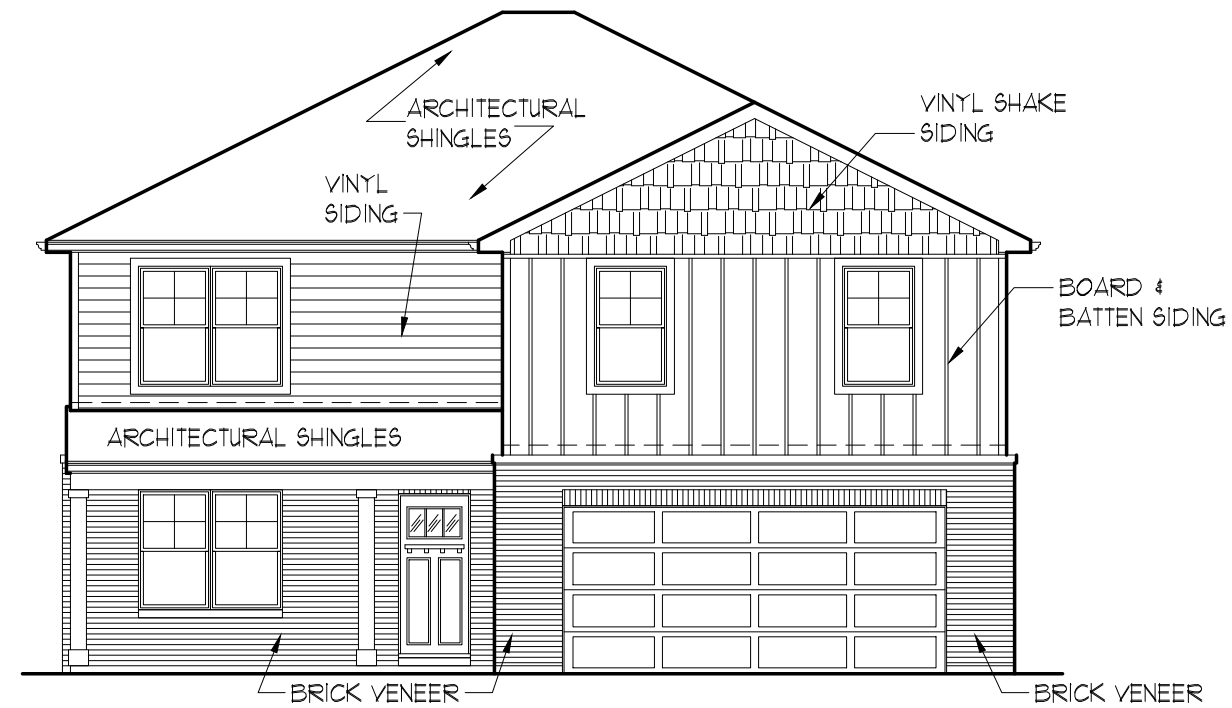 VINYL SHAKE
SIDING
ARCHITECTURAL
SHINGLES
VINYL
SIDING
BOARD &
BATTEN SIDING
ARCHITECTURAL SHINGLES
BRICK VENEER
BRICK VENEER